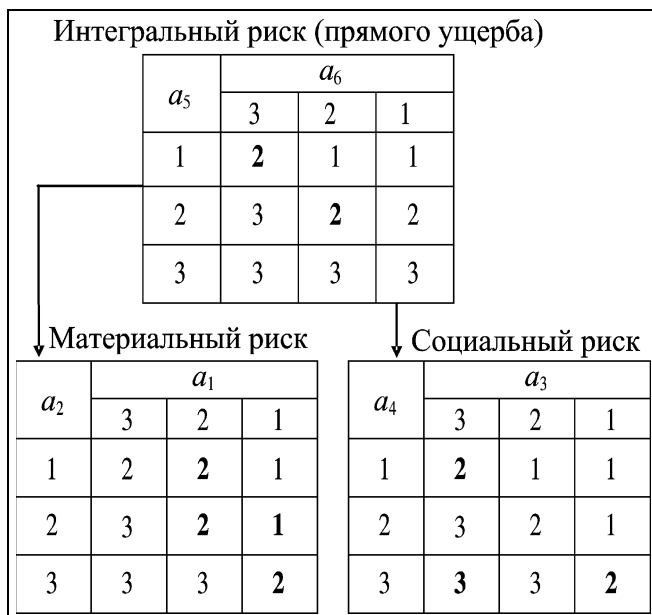 Интегральный риск (прямого ущерба)
a₅ a₆
3 2 1
1 2 1 1
2 3 2 2
3 3 3 3
Материальный риск
a₂ a₁
3 2 1
1 2 2 1
2 3 2 1
3 3 3 2
Социальный риск
a₄ a₃
3 2 1
1 2 1 1
2 3 2 1
3 3 3 2